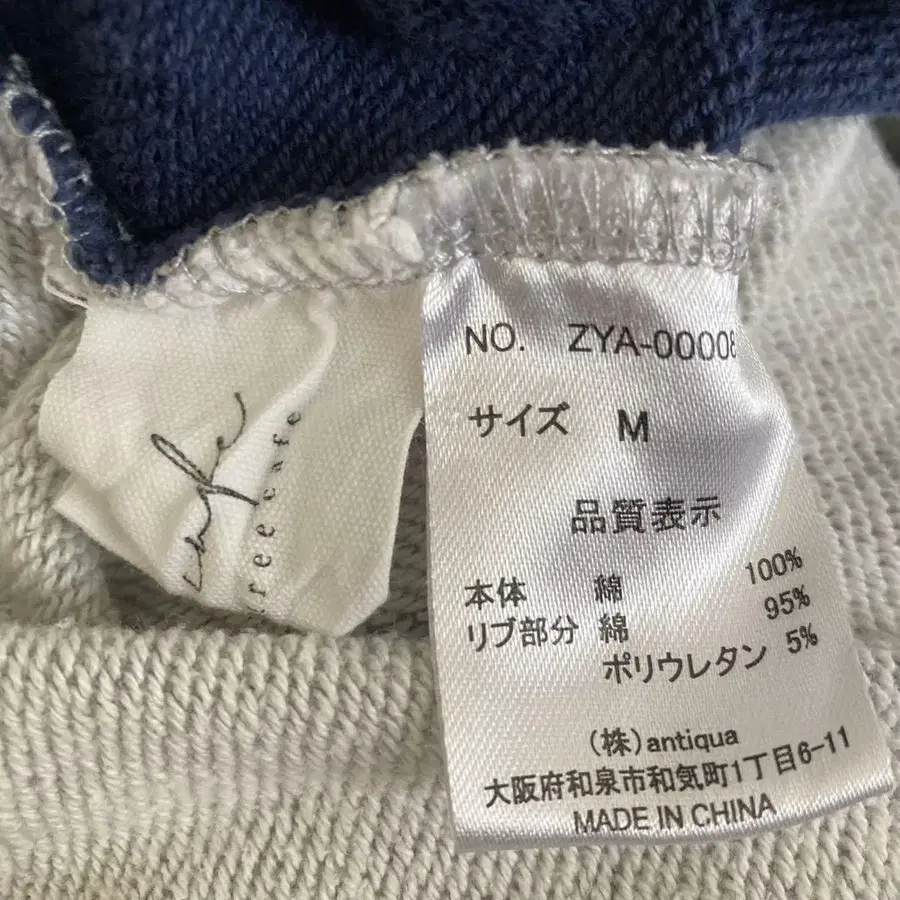 NO. ZYA-00008
サイズ M
品質表示
本体 綿 100%
リブ部分 綿 95%
ポリウレタン 5%
(株)antiqua
大阪府和泉市和気町1丁目6-11
MADE IN CHINA
cafe